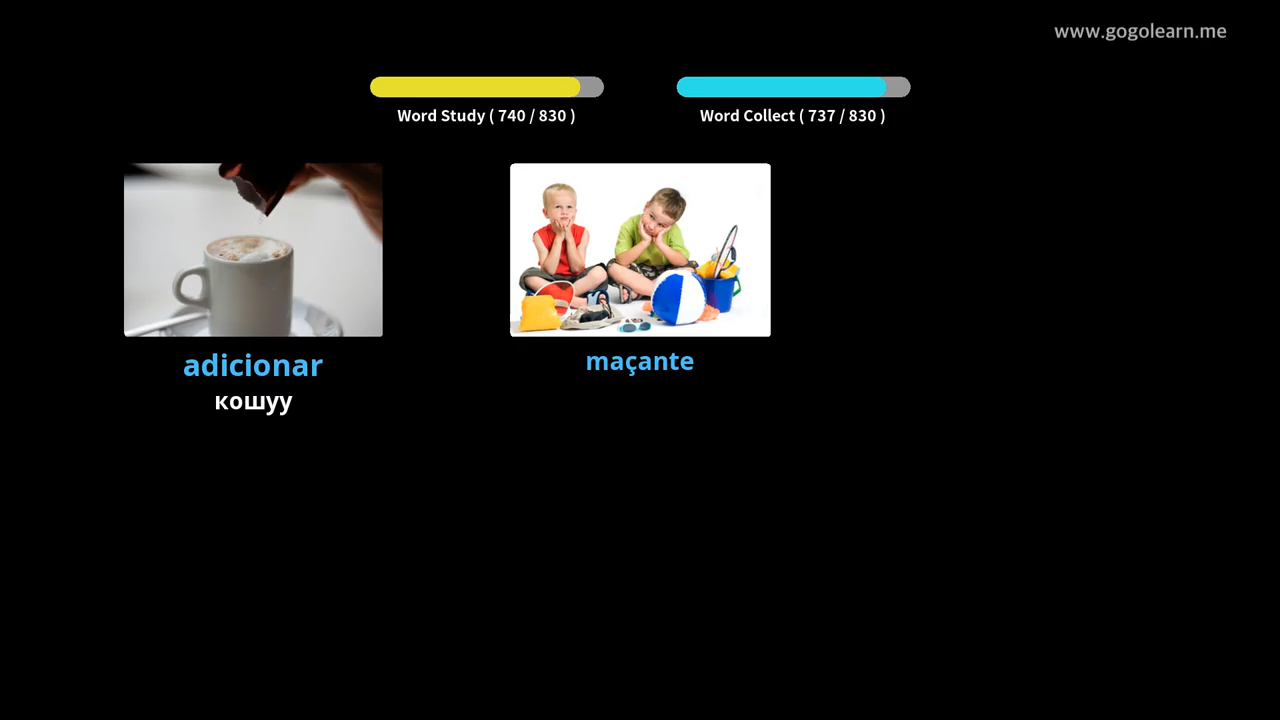 www.gogolearn.me
Word Study ( 740 / 830 )
Word Collect ( 737 / 830 )
adicionar
кошуу
maçante